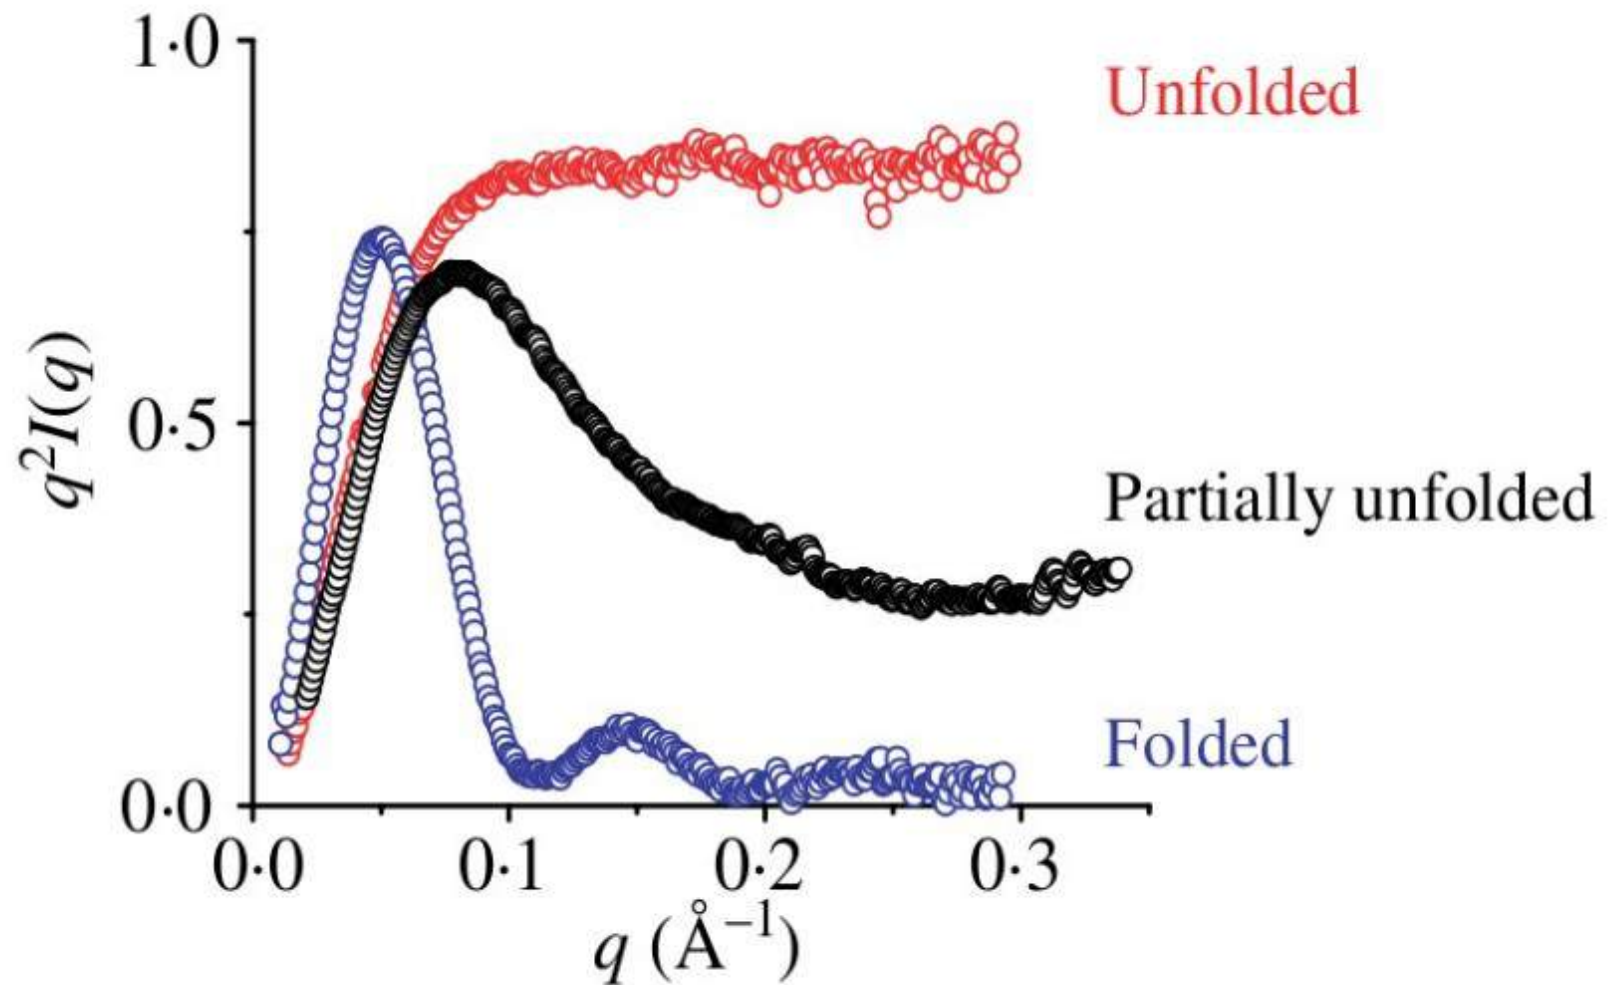 1·0
Unfolded
q²I(q)
0·5
Partially unfolded
Folded
0·0
0·0 0·1 0·2 0·3
q (Å⁻¹)